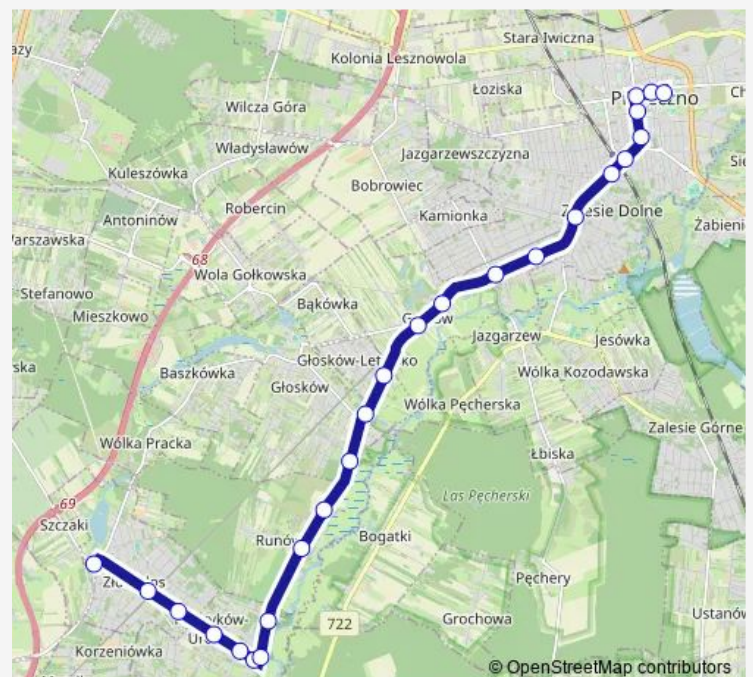 Stara Iwiczna
Kolonia Lesznowola
Łoziska
Wilcza Góra
Władysławów
Jazgarzewszczyzna
Kuleszówka
Bobrowiec
Robercin
Kamionka
Antoninów
68
Wola Gołkowska
Stefanowo
Bąkówka
Mieszkowo
Jazgarzew
Jesówka
Baszkówka
Głosków
Wólka Kozodawska
Wólka Pęcherska
Zalesie Górne
Wólka Pracka
Łbiska
Las Pęcherski
69
Szczaki
Bogatki
Pęchery
722
Grochowa
Korzeniówka
© OpenStreetMap contributors